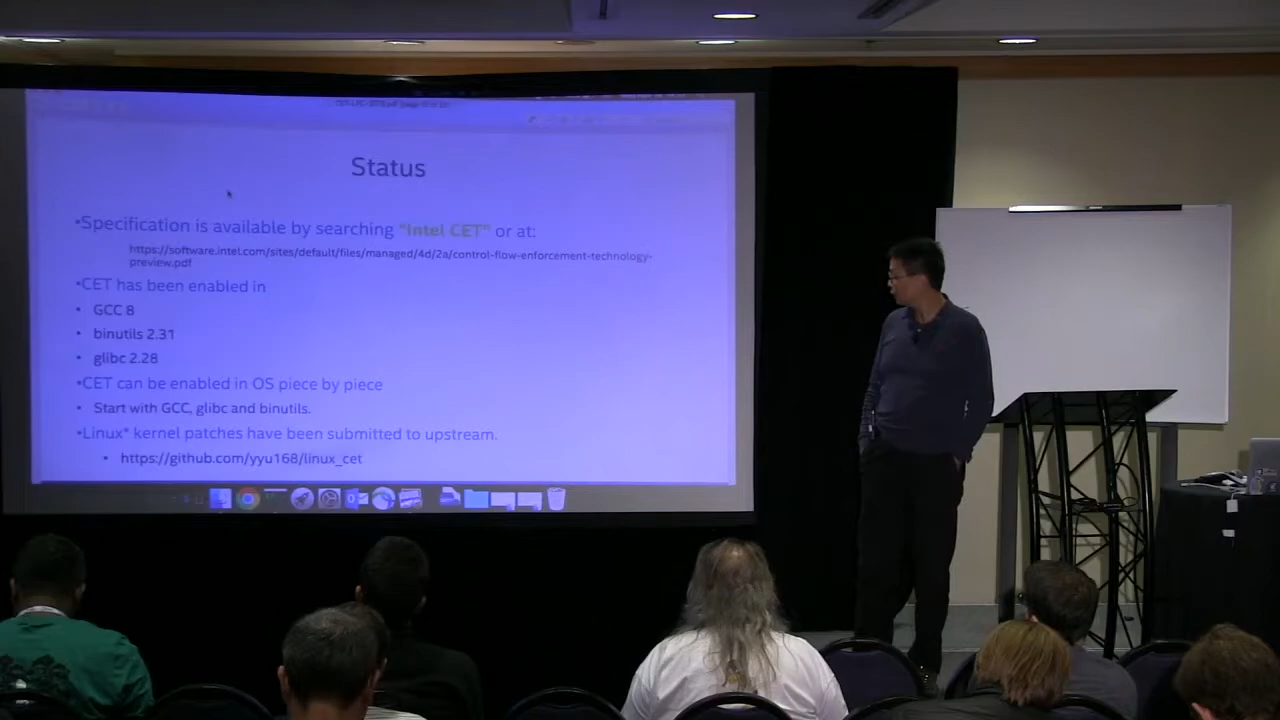 Status
•Specification is available by searching "Intel CET" or at:
https://software.intel.com/sites/default/files/managed/4d/2a/control-flow-enforcement-technology-
preview.pdf
•CET has been enabled in
• GCC 8
• binutils 2.31
• glibc 2.28
•CET can be enabled in OS piece by piece
• Start with GCC, glibc and binutils.
•Linux* kernel patches have been submitted to upstream.
• https://github.com/yyu168/linux_cet